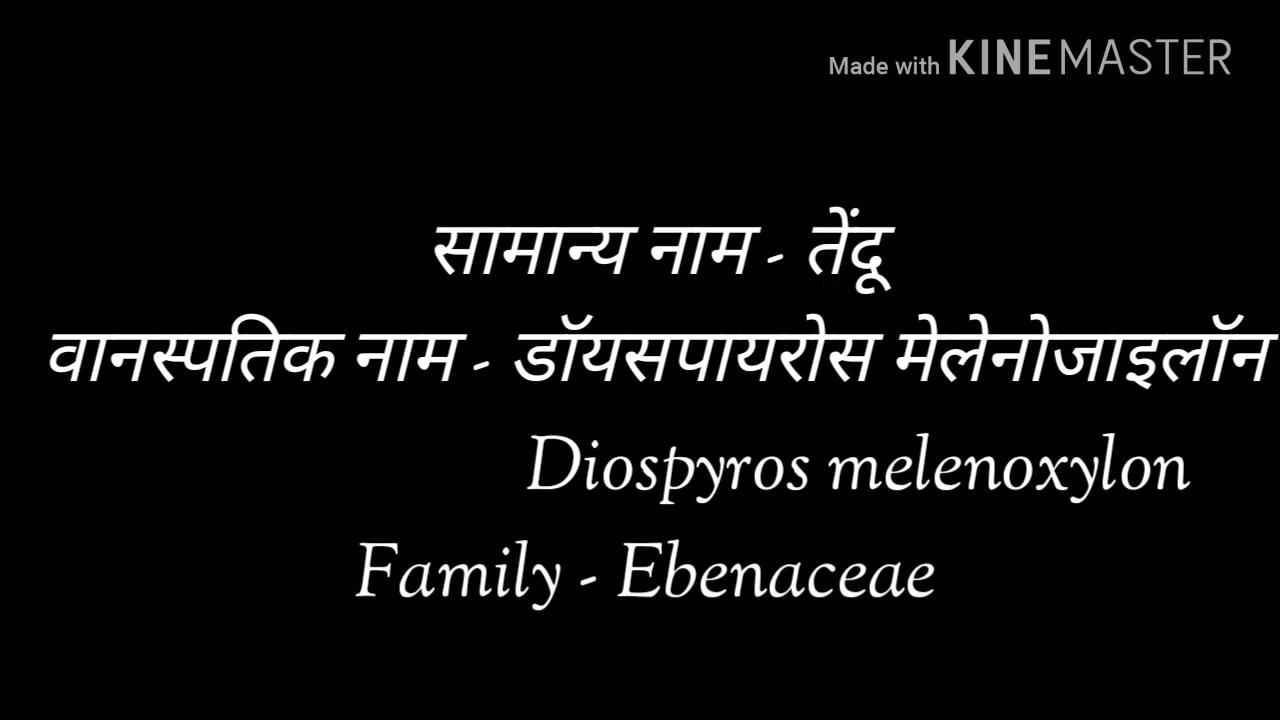 Made with KINEMASTER
सामान्य नाम - तेंदू
वानस्पतिक नाम - डॉयसपायरोस मेलेनोजाइलॉन
Diospyros melenoxylon
Family - Ebenaceae